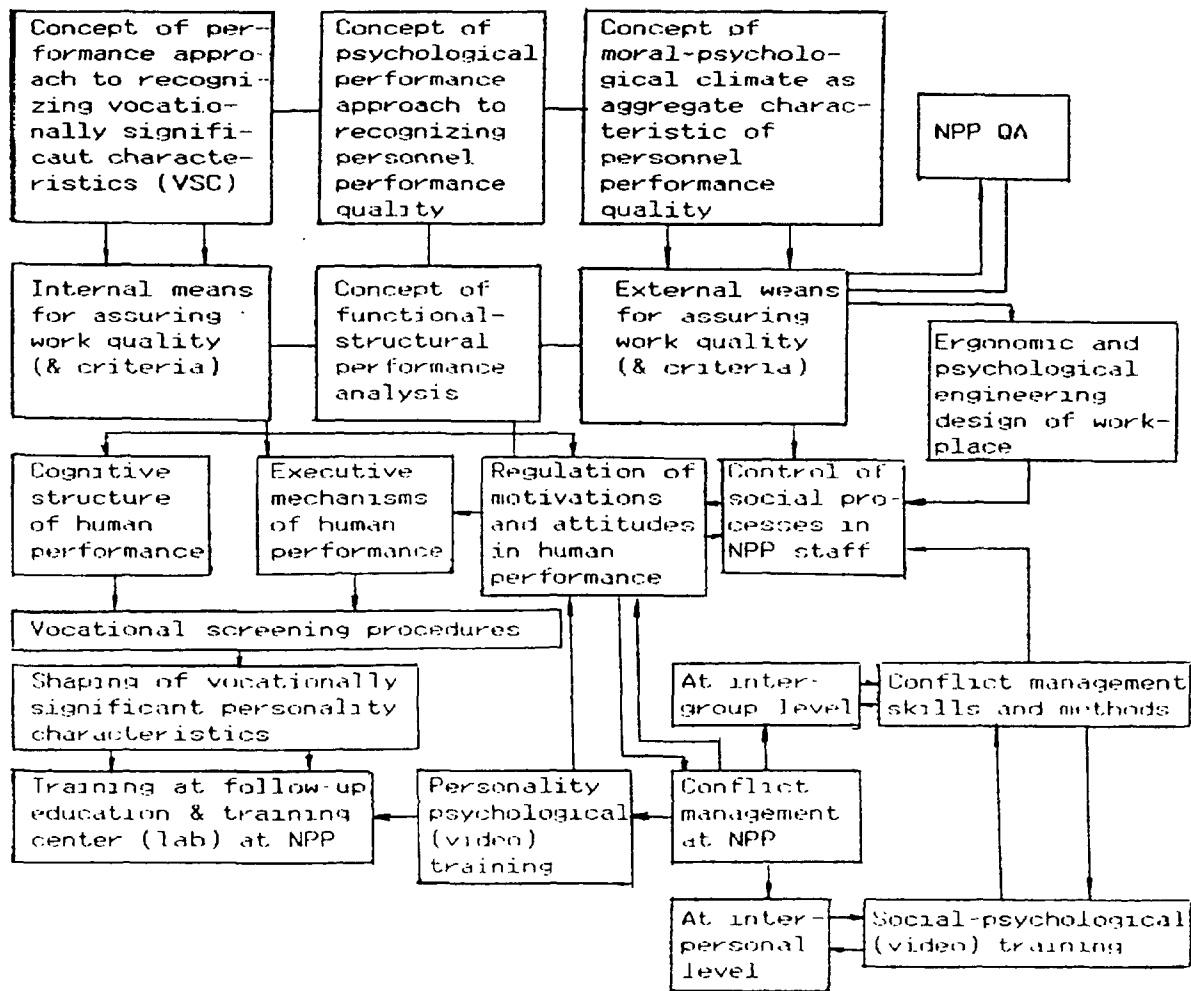 Concept of per-
formance appro-
ach to recogni-
zing vocatio-
nally signifi-
caut characte-
ristics (VSC)
Concept of
psychological
performance
approach to
recognizing
personnel
performance
quality
Concept of
moral-psycholo-
gical climate as
aggregate charac-
teristic of
personnel
performance
quality
NPP QA
Internal means
for assuring
work quality
(& criteria)
Concept of
functional-
structural
performance
analysis
External weans
for assuring
work quality
(& criteria)
Ergonomic and
psychological
engineering
design of work-
place
Cognitive
structure
of human
performance
Executive
mechanisms
of human
performance
Regulation of
motivations
and attitudes
in human
performance
Control of
social pro-
cesses in
NPP staff
Vocational screening procedures
Shaping of vocationally
significant personality
characteristics
At inter-
group level
Conflict management
skills and methods
Training at follow-up
education & training
center (lab) at NPP
Personality
psychological
(video)
training
Conflict
management
at NPP
At inter-
personal
level
Social-psychological
(video) training